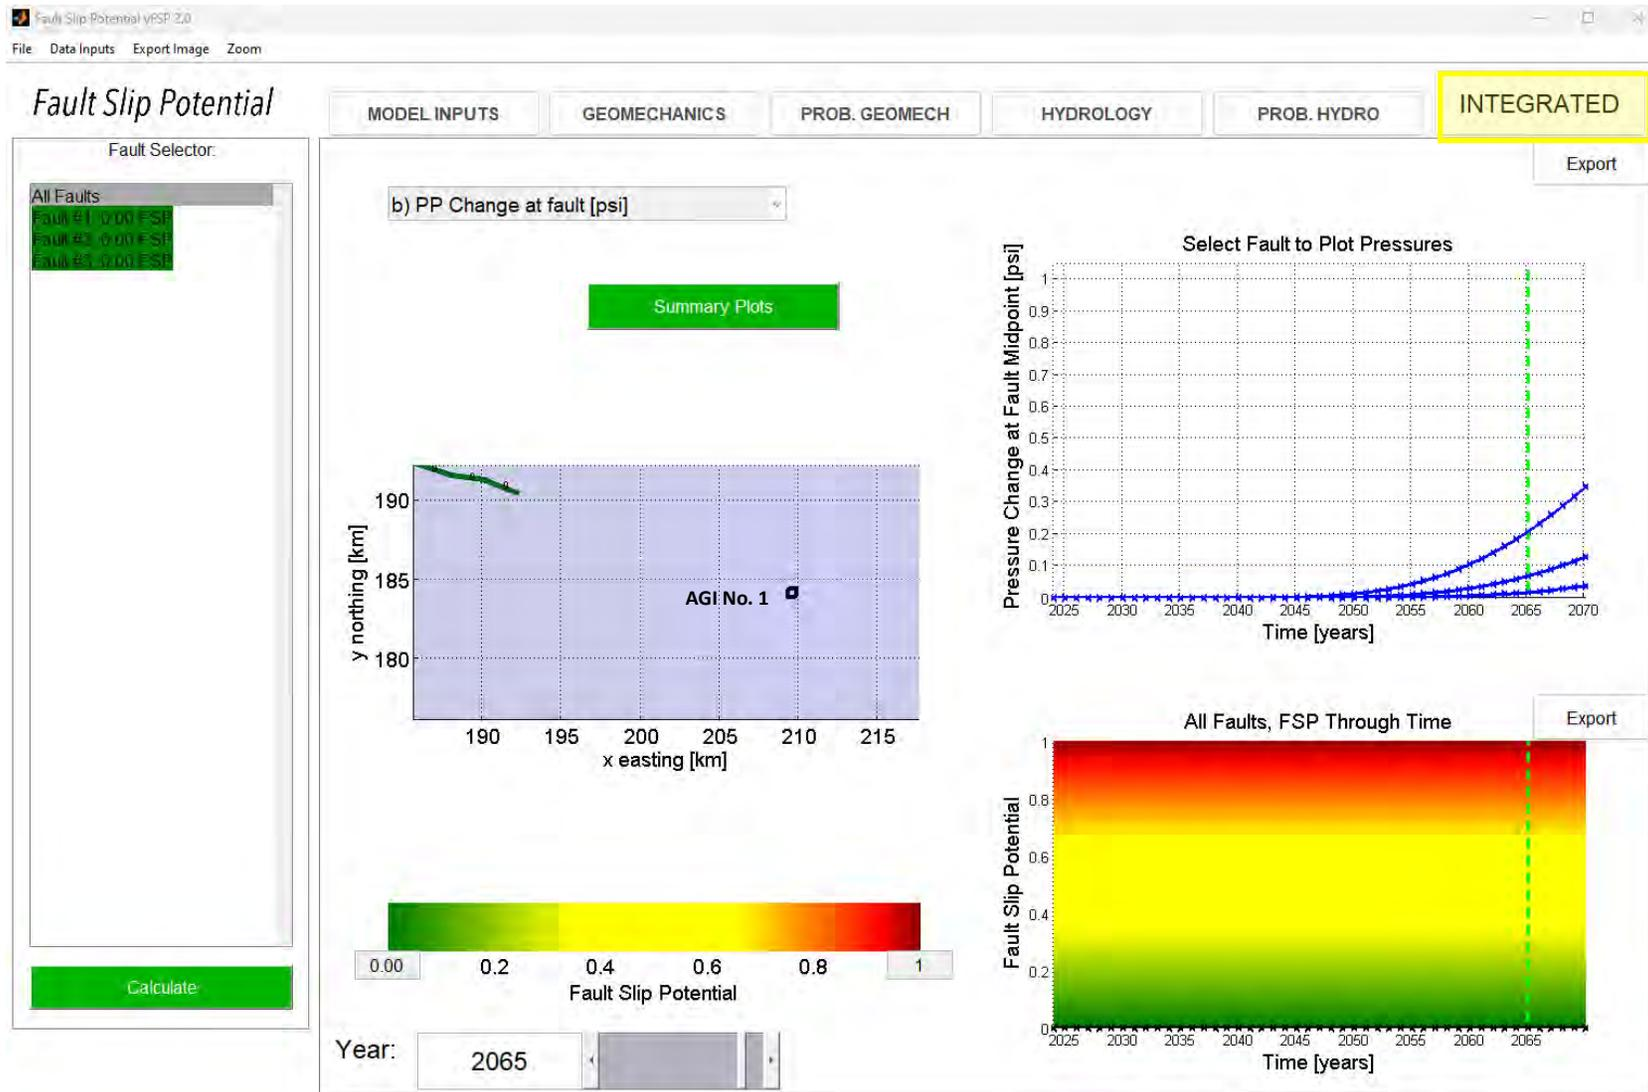 Fault Slip Potential vFSP 2.0
File Data Inputs Export Image Zoom
Fault Slip Potential
MODEL INPUTS GEOMECHANICS PROB. GEOMECH HYDROLOGY PROB. HYDRO INTEGRATED
Fault Selector:
All Faults
Fault #1, 0.00 FSP
Fault #2, 0.00 FSP
Fault #3, 0.00 FSP
Calculate
b) PP Change at fault [psi]
Summary Plots
190
185
180
y northing [km]
AGI No. 1
190 195 200 205 210 215
x easting [km]
0.00 0.2 0.4 0.6 0.8 1
Fault Slip Potential
Year: 2065
Export
Select Fault to Plot Pressures
Pressure Change at Fault Midpoint [psi]
1
0.9
0.8
0.7
0.6
0.5
0.4
0.3
0.2
0.1
0
2025 2030 2035 2040 2045 2050 2055 2060 2065 2070
Time [years]
Export
All Faults, FSP Through Time
Fault Slip Potential
1
0.8
0.6
0.4
0.2
0
2025 2030 2035 2040 2045 2050 2055 2060 2065
Time [years]